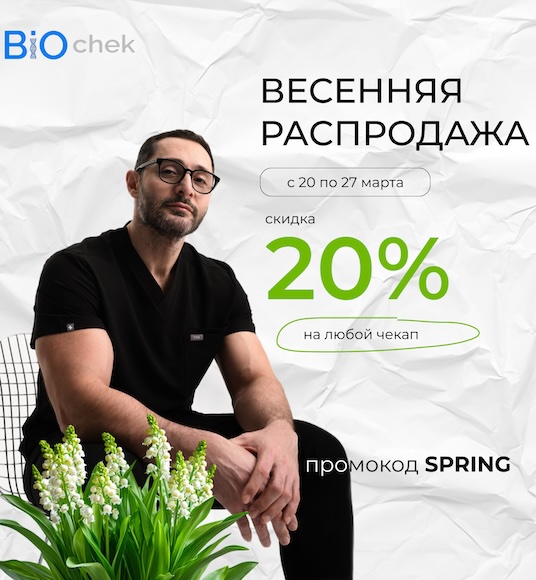 BiO chek
ВЕСЕННЯЯ
РАСПРОДАЖА
с 20 по 27 марта
скидка
20%
на любой чекап
промокод SPRING